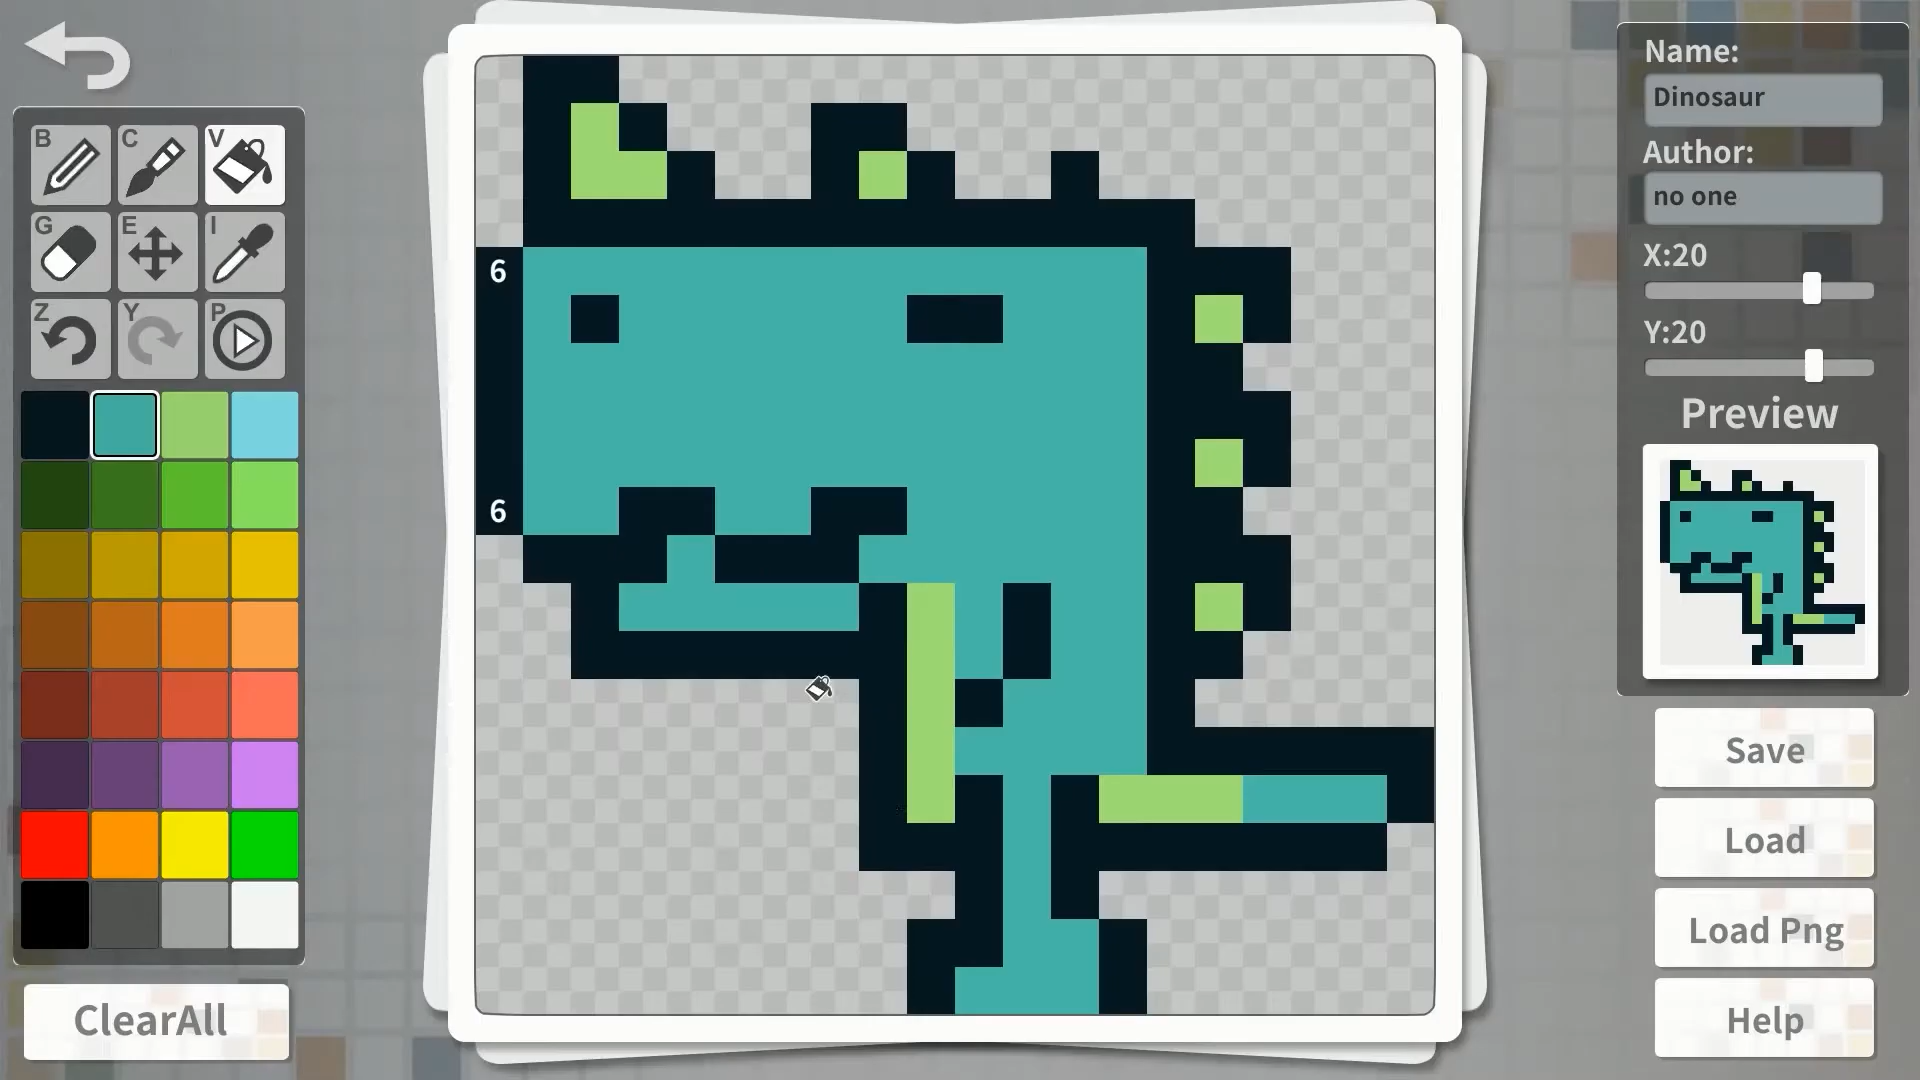 B C V
G E I
Z Y P
ClearAll
6
6
Name:
Dinosaur
Author:
no one
X:20
Y:20
Preview
Save
Load
Load Png
Help